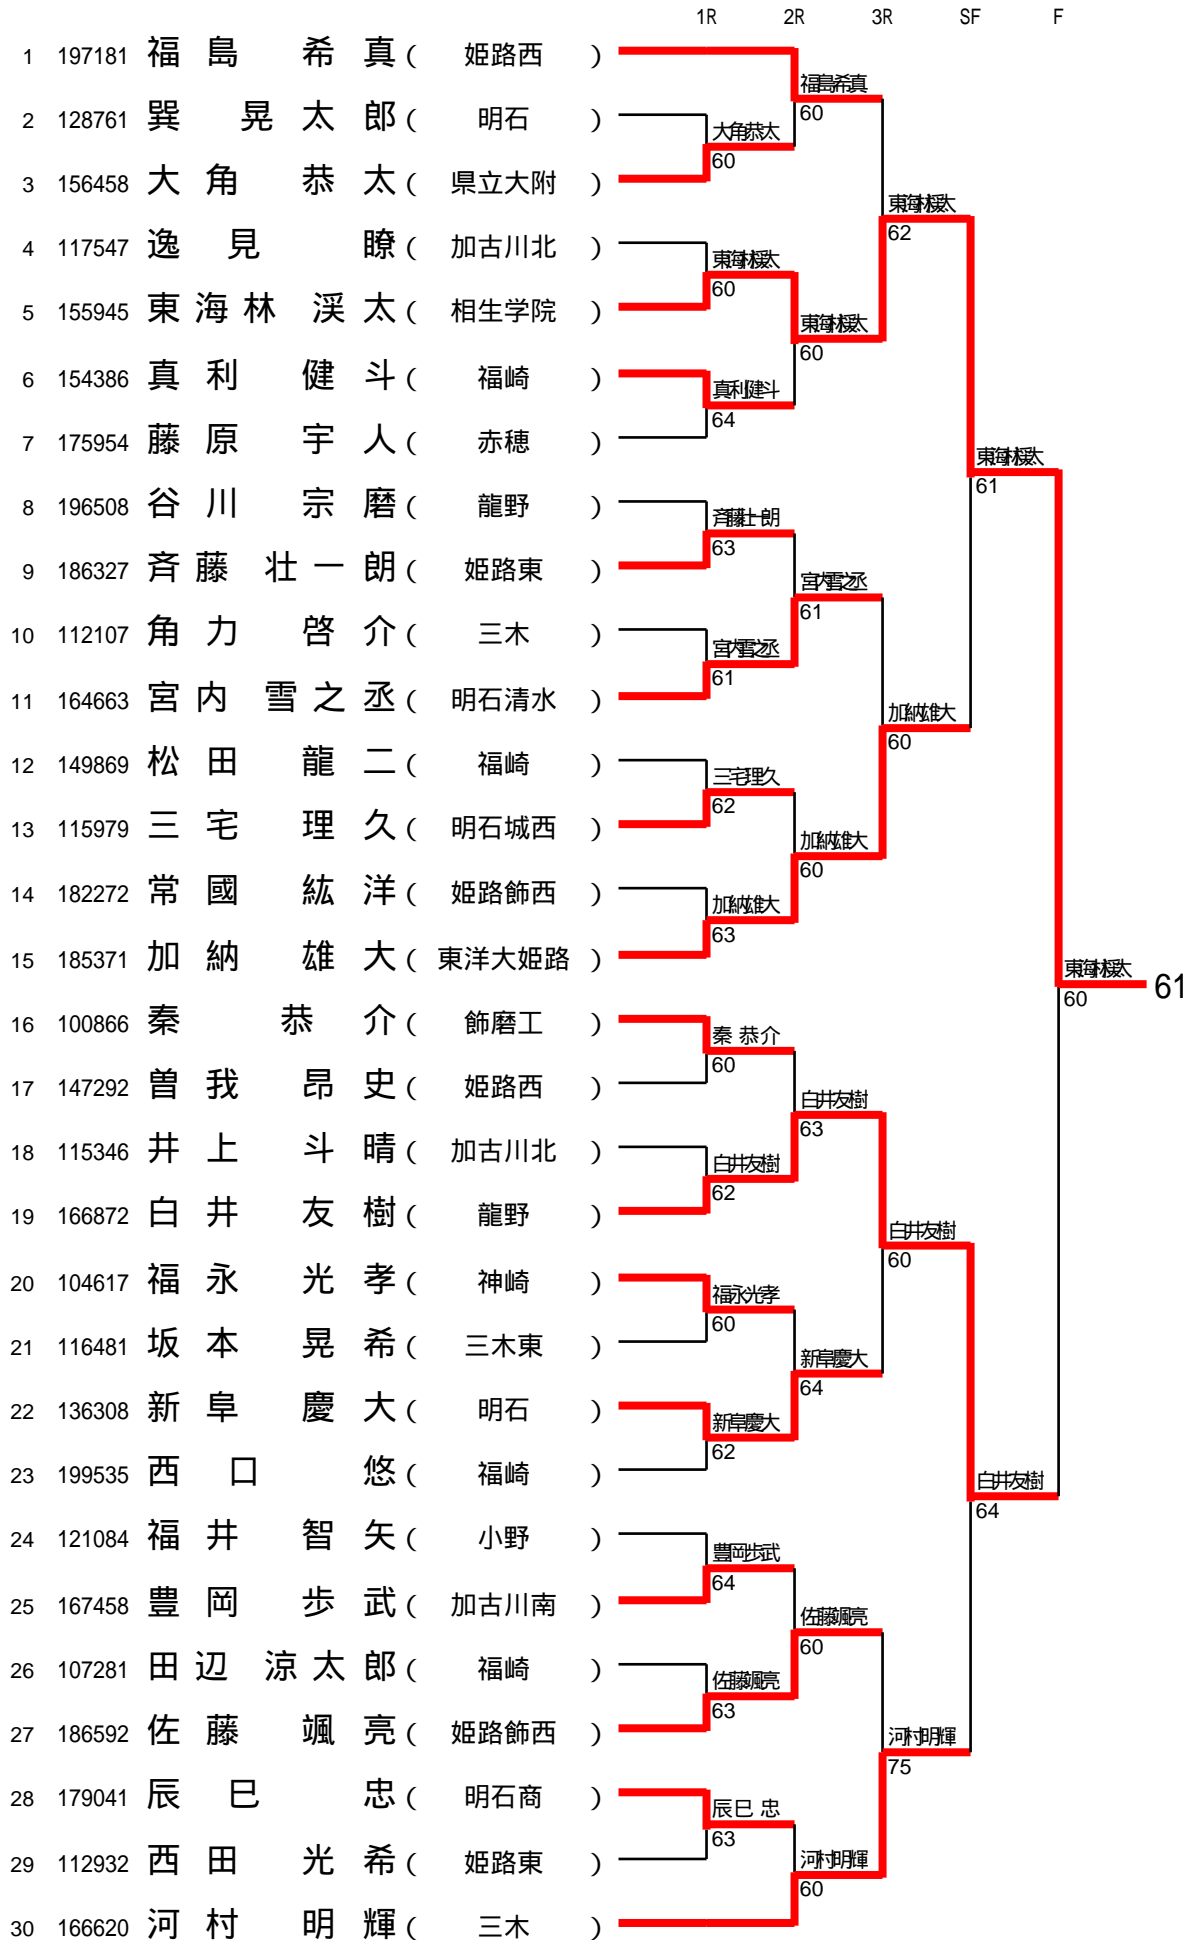 1R 2R 3R SF F
1 197181 福島 希真 ( 姫路西 )
福島希真
60
2 128761 巽 晃太郎 ( 明石 )
大角恭太
60
3 156458 大角 恭太 ( 県立大附 )
東海林渓太
62
4 117547 逸見 瞭 ( 加古川北 )
東海林渓太
60
5 155945 東海林 渓太 ( 相生学院 )
東海林渓太
60
6 154386 真利 健斗 ( 福崎 )
真利健斗
64
7 175954 藤原 宇人 ( 赤穂 )
東海林渓太
61
8 196508 谷川 宗磨 ( 龍野 )
斉藤壮一朗
63
9 186327 斉藤 壮一朗 ( 姫路東 )
宮内雪之丞
61
10 112107 角力 啓介 ( 三木 )
宮内雪之丞
61
11 164663 宮内 雪之丞 ( 明石清水 )
加納雄大
60
12 149869 松田 龍二 ( 福崎 )
三宅理久
62
13 115979 三宅 理久 ( 明石城西 )
加納雄大
60
14 182272 常國 紘洋 ( 姫路飾西 )
加納雄大
63
15 185371 加納 雄大 ( 東洋大姫路 )
東海林渓太
60
61
16 100866 秦 恭介 ( 飾磨工 )
秦 恭介
60
17 147292 曽我 昂史 ( 姫路西 )
白井友樹
63
18 115346 井上 斗晴 ( 加古川北 )
白井友樹
62
19 166872 白井 友樹 ( 龍野 )
白井友樹
60
20 104617 福永 光孝 ( 神崎 )
福永光孝
60
21 116481 坂本 晃希 ( 三木東 )
新阜慶大
64
22 136308 新阜 慶大 ( 明石 )
新阜慶大
62
23 199535 西口 悠 ( 福崎 )
白井友樹
64
24 121084 福井 智矢 ( 小野 )
豊岡歩武
64
25 167458 豊岡 歩武 ( 加古川南 )
佐藤颯亮
60
26 107281 田辺 涼太郎 ( 福崎 )
佐藤颯亮
63
27 186592 佐藤 颯亮 ( 姫路飾西 )
河村明輝
75
28 179041 辰巳 忠 ( 明石商 )
辰巳 忠
63
29 112932 西田 光希 ( 姫路東 )
河村明輝
60
30 166620 河村 明輝 ( 三木 )